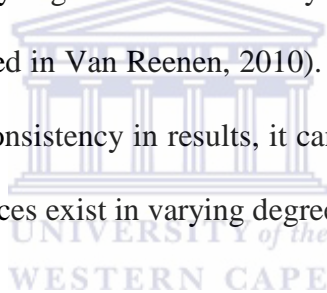 ed in Van Reenen, 2010).
onsistency in results, it car
ces exist in varying degree
UNIVERSITY of the
WESTERN CAPE